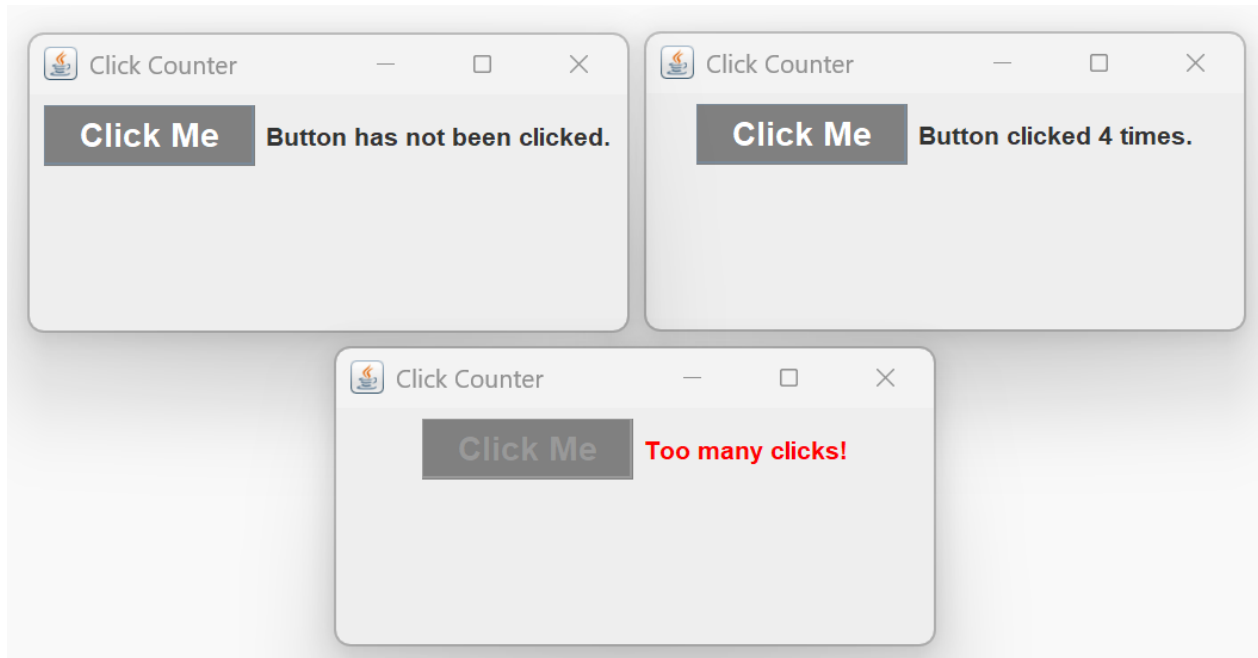 Click Counter
Click Me Button has not been clicked.
Click Counter
Click Me Button clicked 4 times.
Click Counter
Click Me Too many clicks!